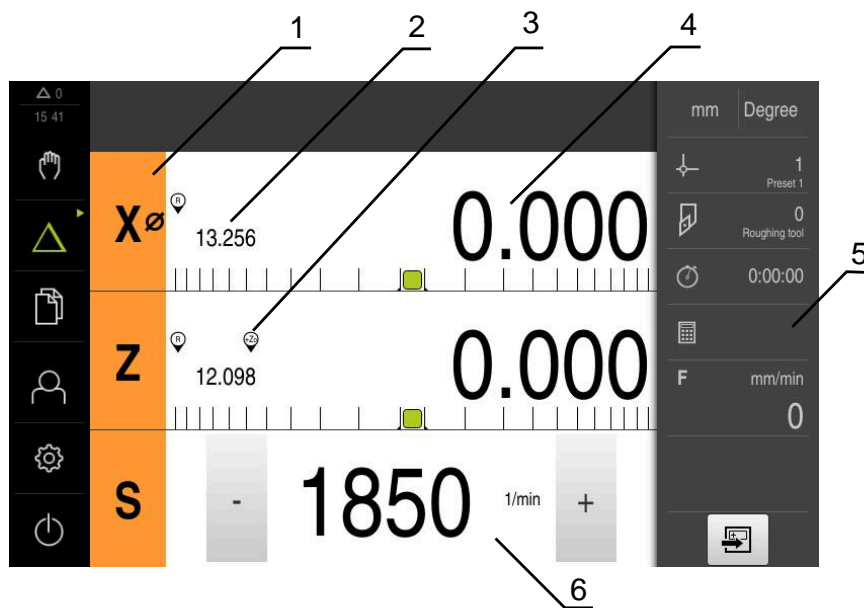 1 2 3 4
0
15 41
mm Degree
1
Preset 1
X⌀ R 13.256 0.000
0
Roughing tool
0:00:00
5
Z R +Z₀ 12.098 0.000
F mm/min
0
S - 1850 1/min +
6